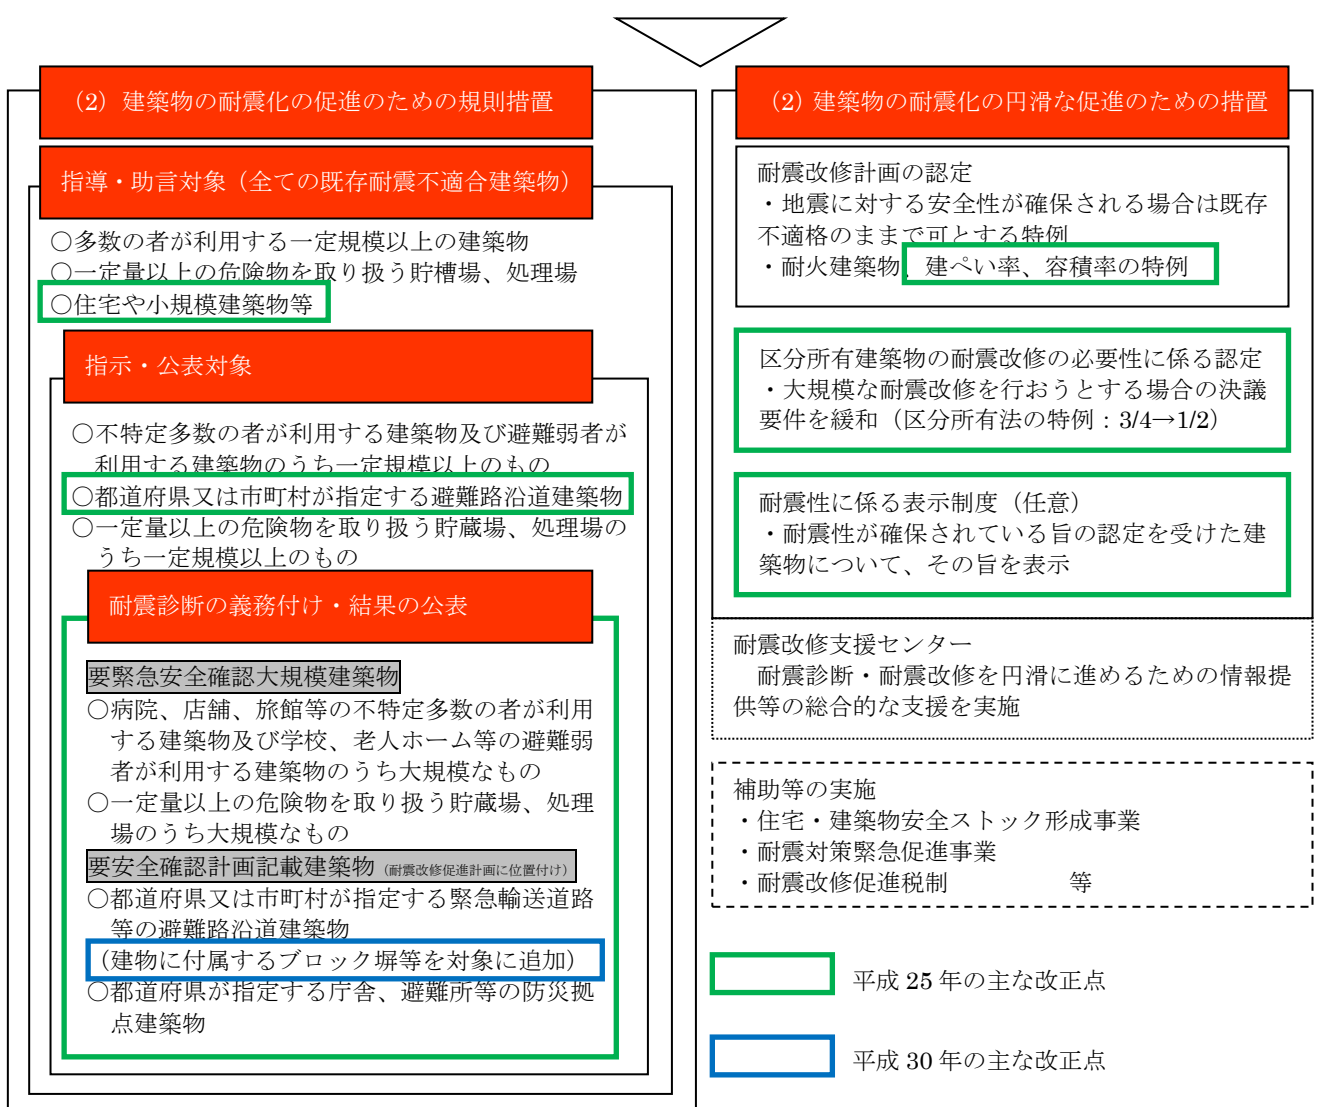 （2）建築物の耐震化の促進のための規則措置
指導・助言対象（全ての既存耐震不適合建築物）
○多数の者が利用する一定規模以上の建築物
○一定量以上の危険物を取り扱う貯槽場、処理場
○住宅や小規模建築物等
指示・公表対象
○不特定多数の者が利用する建築物及び避難弱者が
利用する建築物のうち一定規模以上のもの
○都道府県又は市町村が指定する避難路沿道建築物
○一定量以上の危険物を取り扱う貯蔵場、処理場の
うち一定規模以上のもの
耐震診断の義務付け・結果の公表
要緊急安全確認大規模建築物
○病院、店舗、旅館等の不特定多数の者が利用
する建築物及び学校、老人ホーム等の避難弱
者が利用する建築物のうち大規模なもの
○一定量以上の危険物を取り扱う貯蔵場、処理
場のうち大規模なもの
要安全確認計画記載建築物（耐震改修促進計画に位置付け）
○都道府県又は市町村が指定する緊急輸送道路
等の避難路沿道建築物
（建物に付属するブロック塀等を対象に追加）
○都道府県が指定する庁舎、避難所等の防災拠
点建築物
（2）建築物の耐震化の円滑な促進のための措置
耐震改修計画の認定
・地震に対する安全性が確保される場合は既存
不適格のままで可とする特例
・耐火建築物、建ぺい率、容積率の特例
区分所有建築物の耐震改修の必要性に係る認定
・大規模な耐震改修を行おうとする場合の決議
要件を緩和（区分所有法の特例：3/4→1/2）
耐震性に係る表示制度（任意）
・耐震性が確保されている旨の認定を受けた建
築物について、その旨を表示
耐震改修支援センター
耐震診断・耐震改修を円滑に進めるための情報提
供等の総合的な支援を実施
補助等の実施
・住宅・建築物安全ストック形成事業
・耐震対策緊急促進事業
・耐震改修促進税制　　　　　等
平成 25 年の主な改正点
平成 30 年の主な改正点